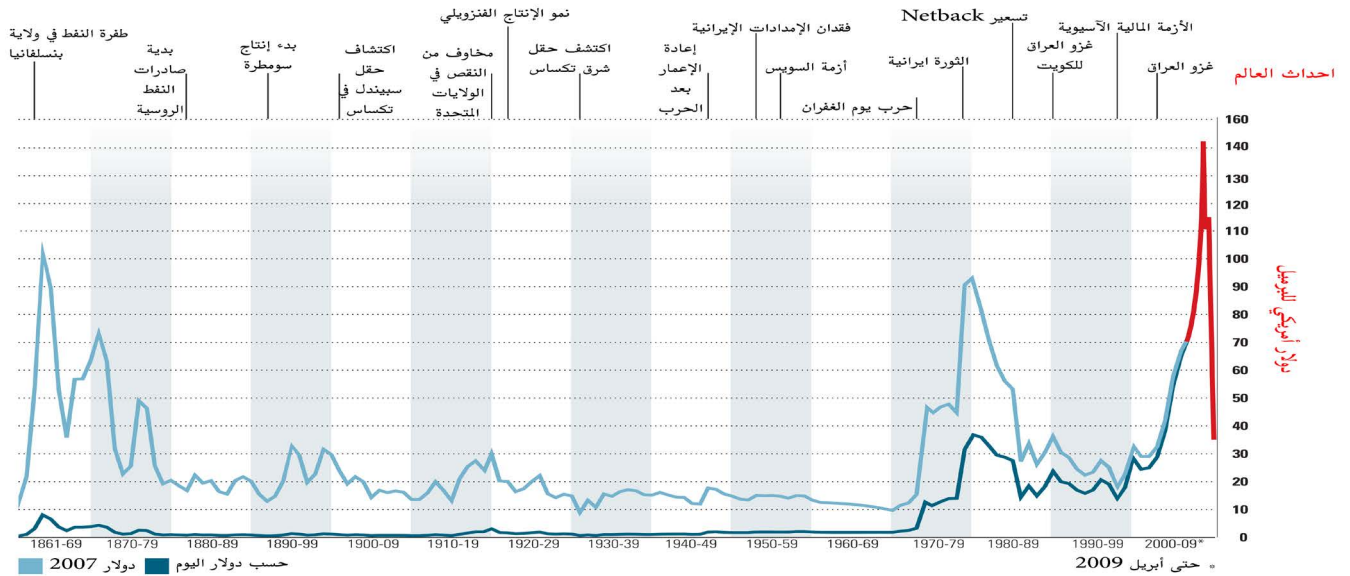 طفرة النفط في ولاية
بنسلفانيا
بدية
صادرات
النفط
الروسية
بدء إنتاج
سومطرة
اكتشاف
حقل
سبيندل في
تكساس
مخاوف من
النقص في
الولايات
المتحدة
نمو الإنتاج الفنزويلي
اكتشف حقل
شرق تكساس
إعادة
الإعمار
بعد
الحرب
فقدان الإمدادات الإيرانية
أزمة السويس
حرب يوم الغفران
الثورة ايرانية
تسعير Netback
غزو العراق
للكويت
الأزمة المالية الآسيوية
غزو العراق
احداث العالم
160
140
130
120
110
100
90
80
70
60
50
40
30
20
10
0
دولار أمريكي للبرميل
1861-69
1870-79
1880-89
1890-99
1900-09
1910-19
1920-29
1930-39
1940-49
1950-59
1960-69
1970-79
1980-89
1990-99
2000-09*
دولار 2007
حسب دولار اليوم
* حتى أبريل 2009